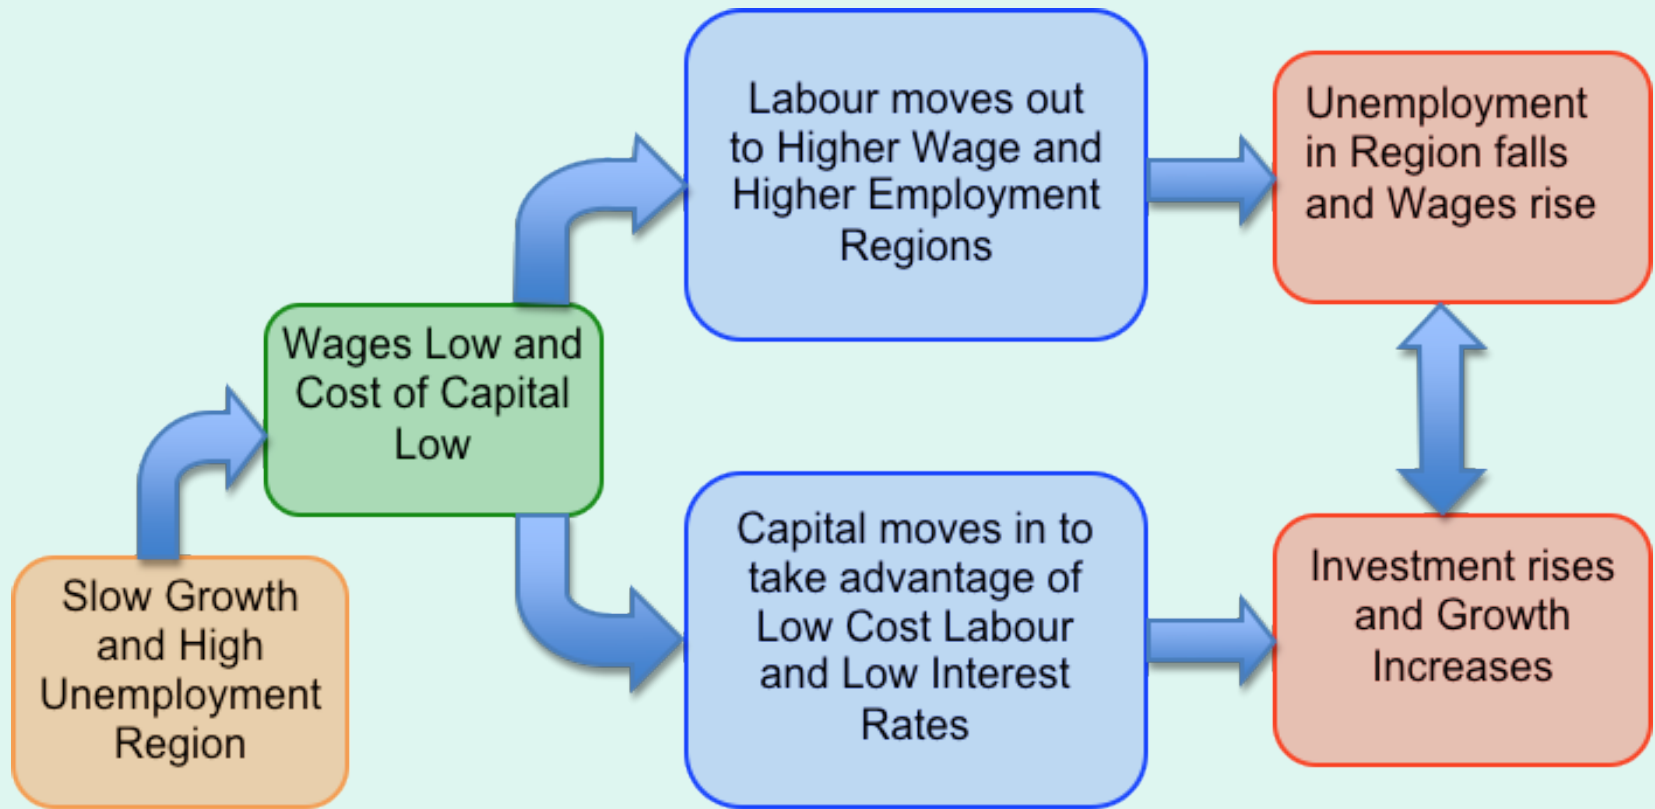 Slow Growth
and High
Unemployment
Region
Wages Low and
Cost of Capital
Low
Labour moves out
to Higher Wage and
Higher Employment
Regions
Unemployment
in Region falls
and Wages rise
Capital moves in to
take advantage of
Low Cost Labour
and Low Interest
Rates
Investment rises
and Growth
Increases